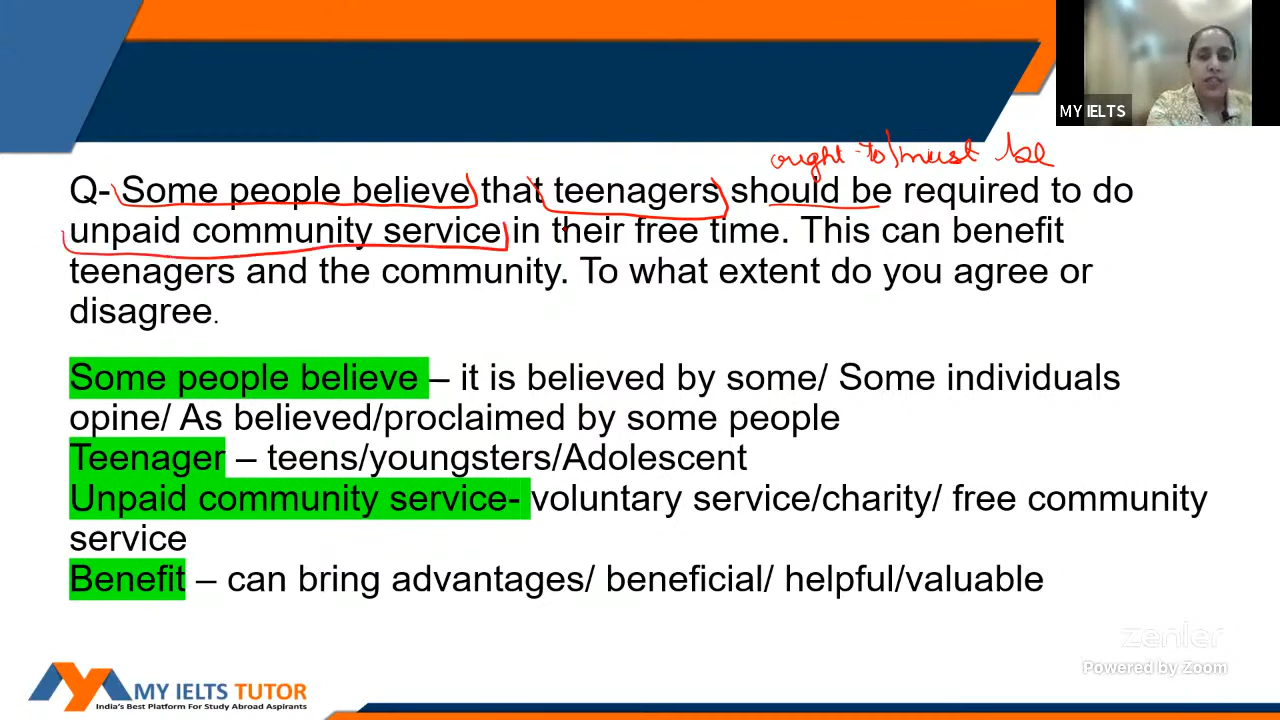 MY IELTS
ought to/must be
Q- Some people believe that teenagers should be required to do
unpaid community service in their free time. This can benefit
teenagers and the community. To what extent do you agree or
disagree.
Some people believe – it is believed by some/ Some individuals
opine/ As believed/proclaimed by some people
Teenager – teens/youngsters/Adolescent
Unpaid community service- voluntary service/charity/ free community
service
Benefit – can bring advantages/ beneficial/ helpful/valuable
zenler
Powered by Zoom
MY IELTS TUTOR
India's Best Platform For Study Abroad Aspirants